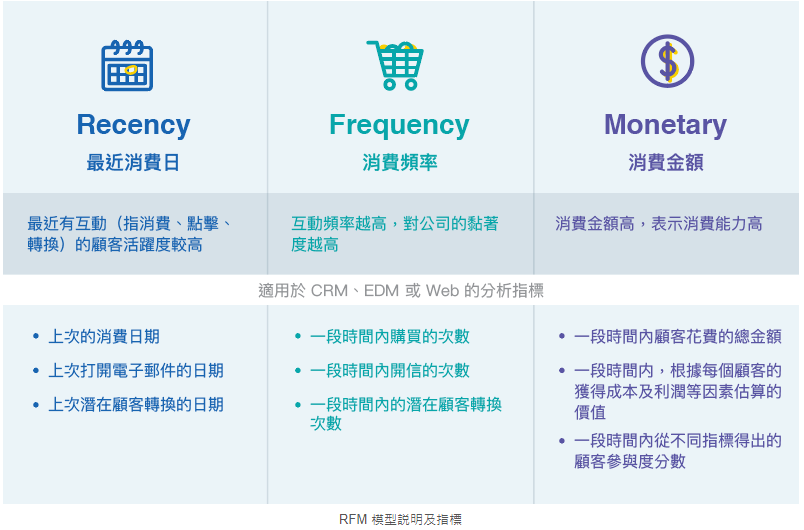 Recency
最近消費日
最近有互動（指消費、點擊、
轉換）的顧客活躍度較高
Frequency
消費頻率
互動頻率越高，對公司的黏著
度越高
Monetary
消費金額
消費金額高，表示消費能力高
適用於 CRM、EDM 或 Web 的分析指標
• 上次的消費日期
• 上次打開電子郵件的日期
• 上次潛在顧客轉換的日期
• 一段時間內購買的次數
• 一段時間內開信的次數
• 一段時間內的潛在顧客轉換
次數
• 一段時間內顧客花費的總金額
• 一段時間內，根據每個顧客的
獲得成本及利潤等因素估算的
價值
• 一段時間內從不同指標得出的
顧客參與度分數
RFM 模型說明及指標